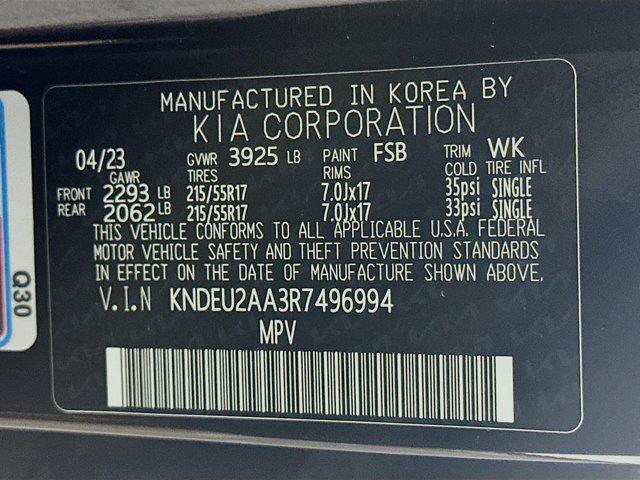 MANUFACTURED IN KOREA BY
KIA CORPORATION
04/23 GVWR 3925 LB PAINT FSB TRIM WK
GAWR TIRES RIMS COLD TIRE INFL
FRONT 2293 LB 215/55R17 7.0Jx17 35psi SINGLE
REAR 2062 LB 215/55R17 7.0Jx17 33psi SINGLE
THIS VEHICLE CONFORMS TO ALL APPLICABLE U.S.A. FEDERAL
MOTOR VEHICLE SAFETY AND THEFT PREVENTION STANDARDS
IN EFFECT ON THE DATE OF MANUFACTURE SHOWN ABOVE.
V.I.N KNDEU2AA3R7496994
MPV
Q30